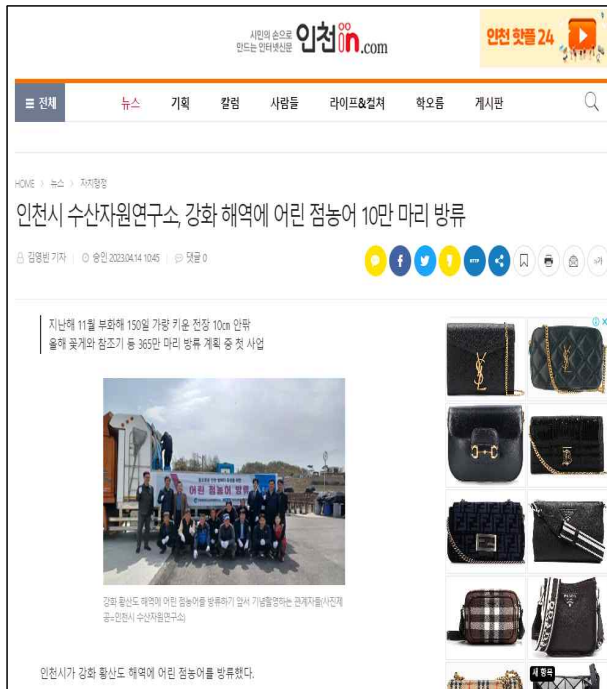 시민의 손으로
만드는 인터넷신문
인천in.com
인천 핫플 24
전체 뉴스 기획 칼럼 사람들 라이프&컬쳐 학오름 게시판
HOME > 뉴스 > 자치행정
인천시 수산자원연구소, 강화 해역에 어린 점농어 10만 마리 방류
김영빈 기자 승인 2023.04.14 10:45 댓글 0
지난해 11월 부화해 150일 가량 키운 전장 10㎝ 안팎
올해 꽃게와 참조기 등 365만 마리 방류 계획 중 첫 사업
어린 점농어 방류
강화 황산도 해역에 어린 점농어를 방류하기 앞서 기념촬영하는 관계자들(사진제
공=인천시 수산자원연구소)
인천시가 강화 황산도 해역에 어린 점농어를 방류했다.
새 항목